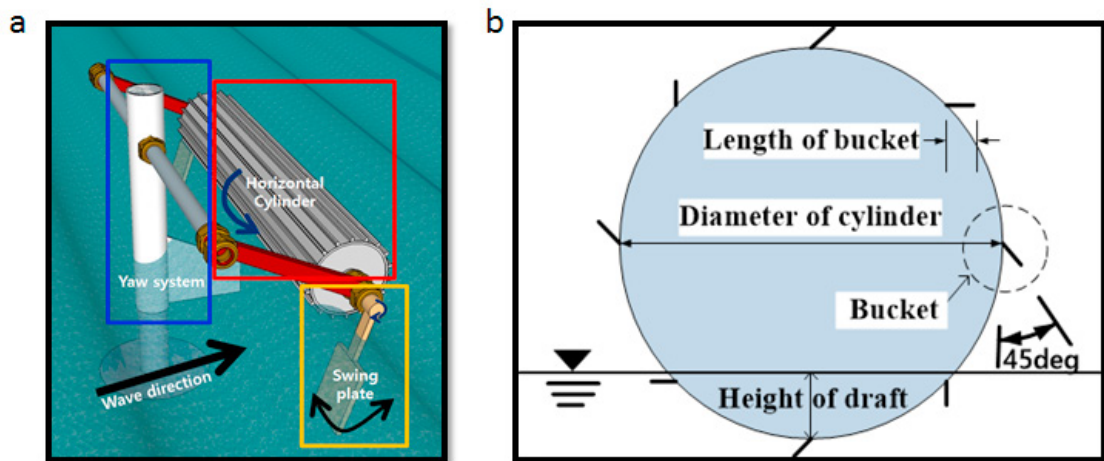 a
Horizontal
Cylinder
Yaw system
Wave direction
Swing
plate
b
Length of bucket
Diameter of cylinder
Bucket
45deg
Height of draft